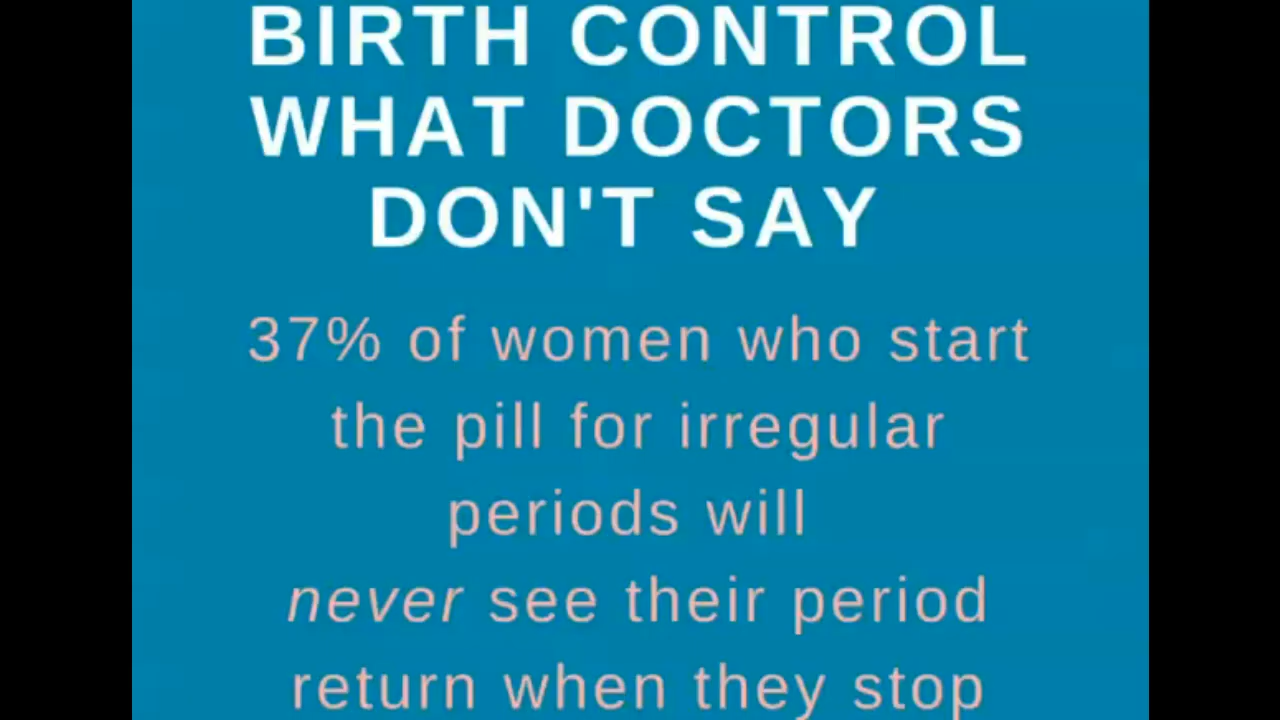 BIRTH CONTROL
WHAT DOCTORS
DON'T SAY
37% of women who start
the pill for irregular
periods will
never see their period
return when they stop